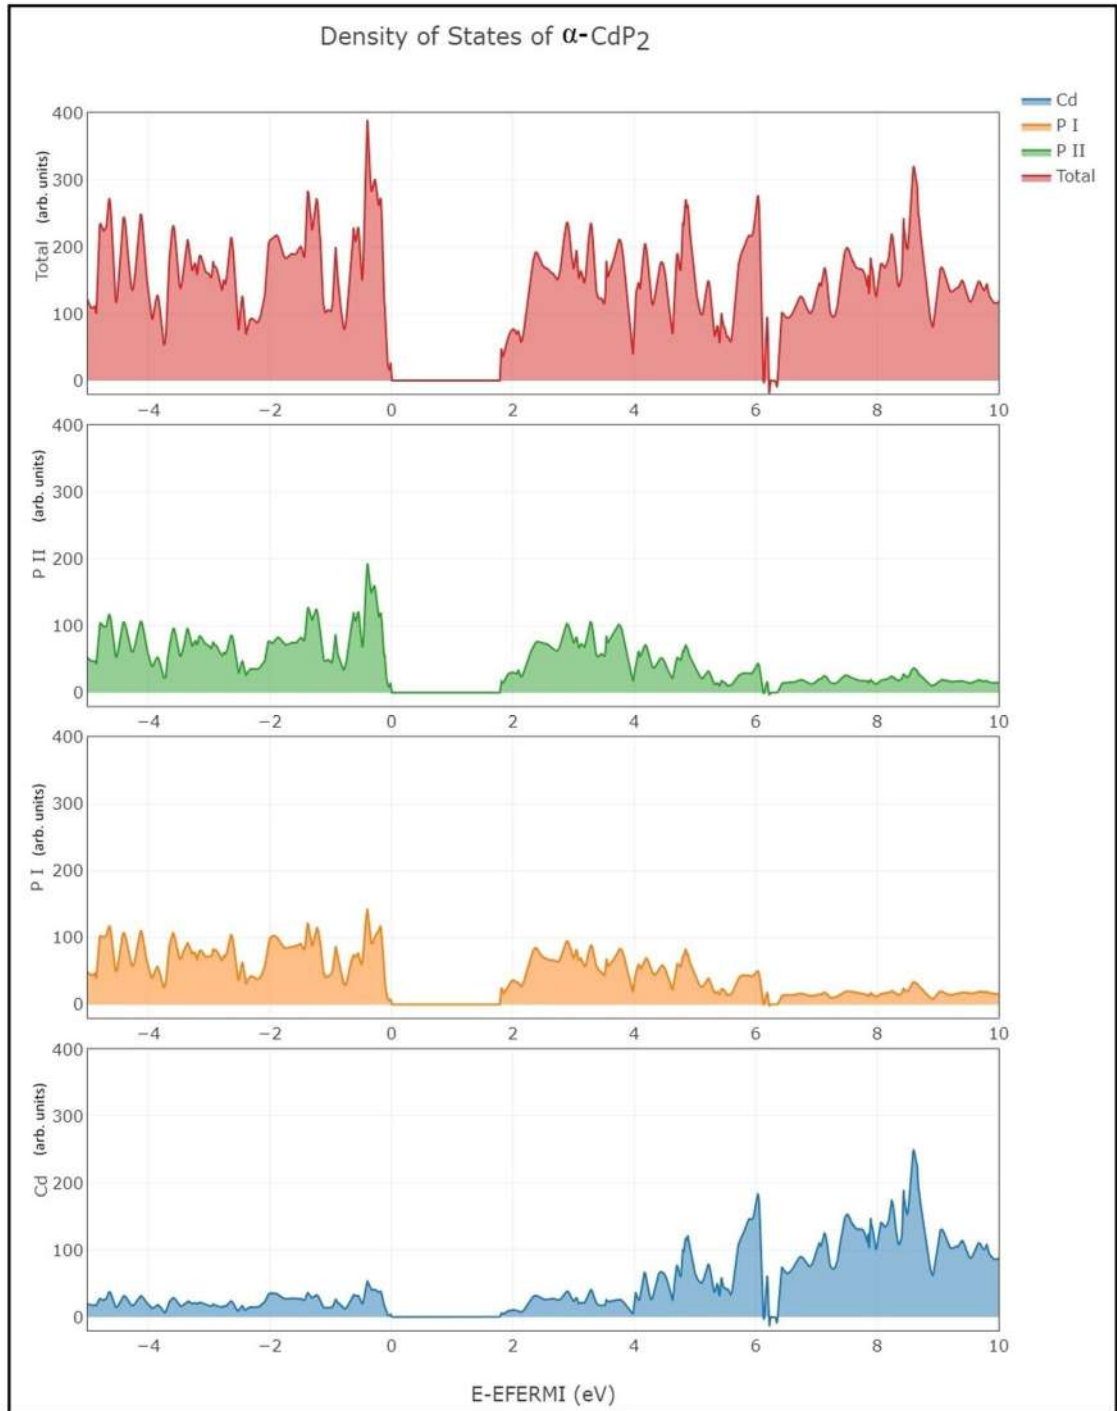 Density of States of α-CdP2
Cd
P I
P II
Total
Total (arb. units)
400
300
200
100
0
−4 −2 0 2 4 6 8 10
P II (arb. units)
400
300
200
100
0
−4 −2 0 2 4 6 8 10
P I (arb. units)
400
300
200
100
0
−4 −2 0 2 4 6 8 10
Cd (arb. units)
400
300
200
100
0
−4 −2 0 2 4 6 8 10
E-EFERMI (eV)